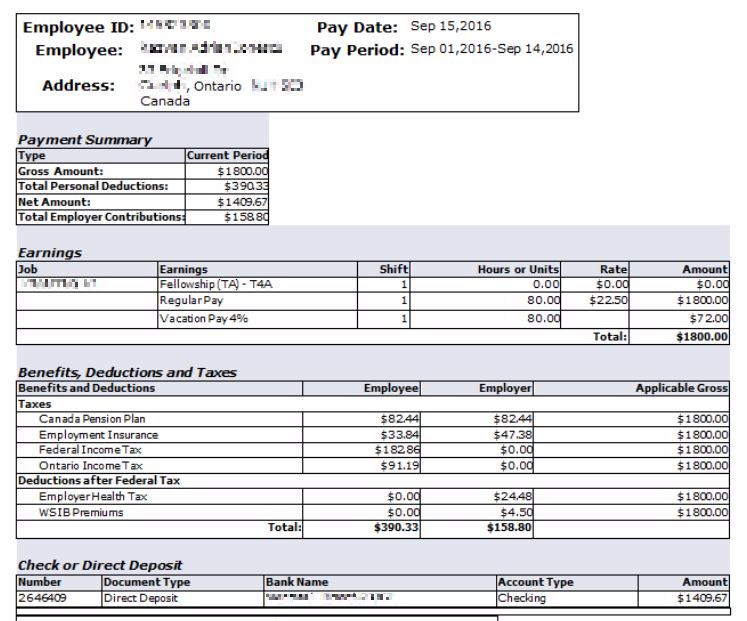 Employee ID: Pay Date: Sep 15,2016
Employee: Pay Period: Sep 01,2016-Sep 14,2016
Address: , Ontario
Canada
Payment Summary
Type Current Period
Gross Amount: $1800.00
Total Personal Deductions: $390.33
Net Amount: $1409.67
Total Employer Contributions: $158.80
Earnings
Job Earnings Shift Hours or Units Rate Amount
Fellowship (TA) - T4A 1 0.00 $0.00 $0.00
Regular Pay 1 80.00 $22.50 $1800.00
Vacation Pay 4% 1 80.00 $72.00
Total: $1800.00
Benefits, Deductions and Taxes
Benefits and Deductions Employee Employer Applicable Gross
Taxes
Canada Pension Plan $82.44 $82.44 $1800.00
Employment Insurance $33.84 $47.38 $1800.00
Federal Income Tax $182.86 $0.00 $1800.00
Ontario Income Tax $91.19 $0.00 $1800.00
Deductions after Federal Tax
Employer Health Tax $0.00 $24.48 $1800.00
WSIB Premiums $0.00 $4.50 $1800.00
Total: $390.33 $158.80
Check or Direct Deposit
Number Document Type Bank Name Account Type Amount
2646409 Direct Deposit Checking $1409.67